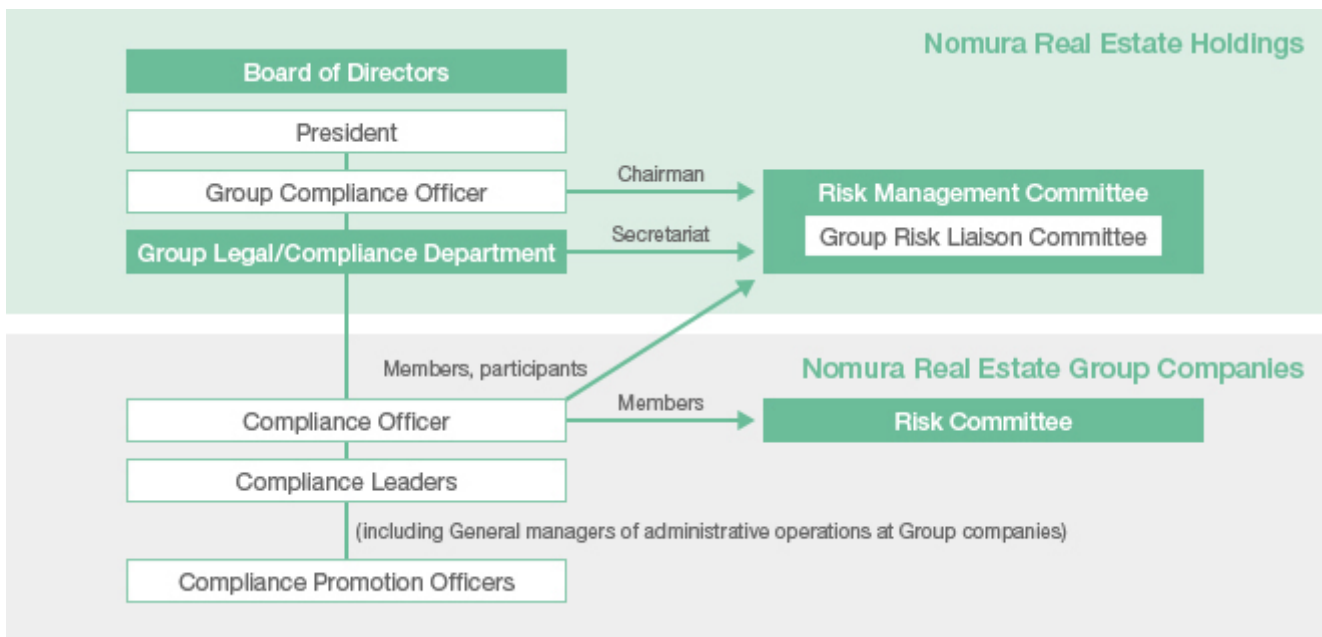 Nomura Real Estate Holdings
Board of Directors
President
Group Compliance Officer
Chairman
Risk Management Committee
Group Risk Liaison Committee
Group Legal/Compliance Department
Secretariat
Members, participants
Nomura Real Estate Group Companies
Compliance Officer
Members
Risk Committee
Compliance Leaders
(including General managers of administrative operations at Group companies)
Compliance Promotion Officers